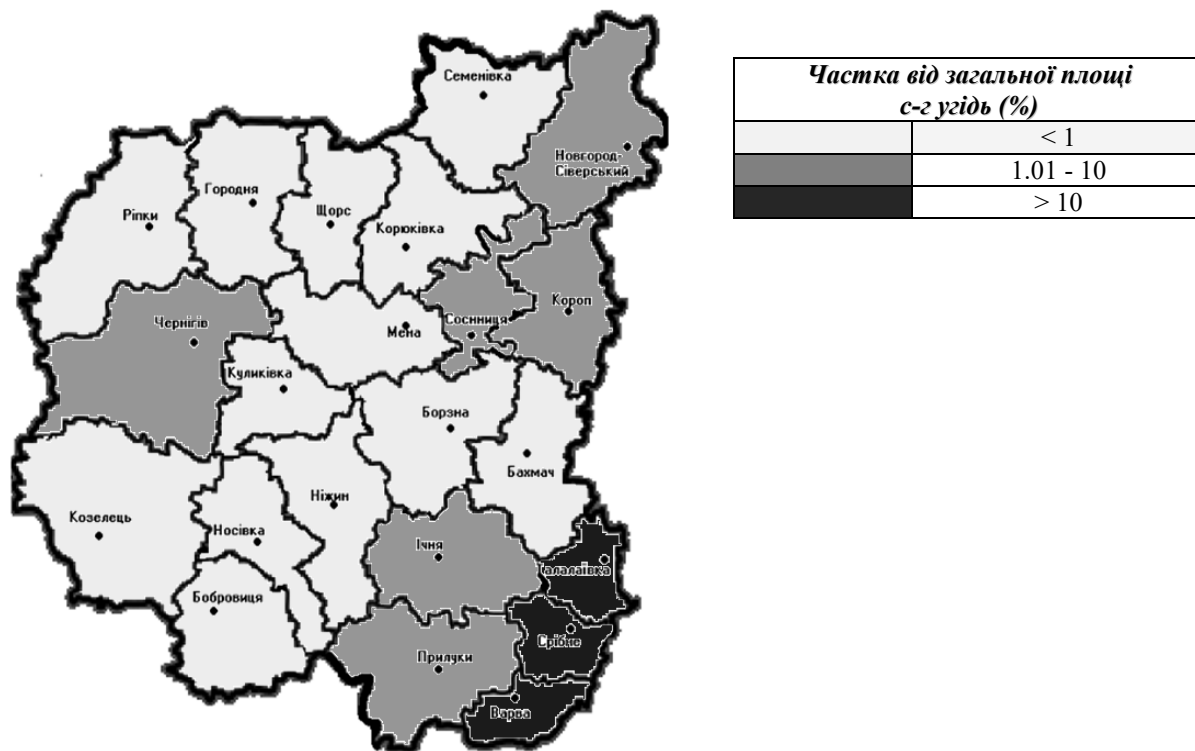 Частка від загальної площі
с-г угідь (%)
< 1
1.01 - 10
> 10
Семенівка
Новгород-
Сіверський
Городня
Ріпки
Щорс
Корюківка
Короп
Сосниця
Мена
Чернігів
Куликівка
Борзна
Бахмач
Ніжин
Козелець
Носівка
Ічня
Талалаївка
Бобровиця
Срібне
Прилуки
Варва